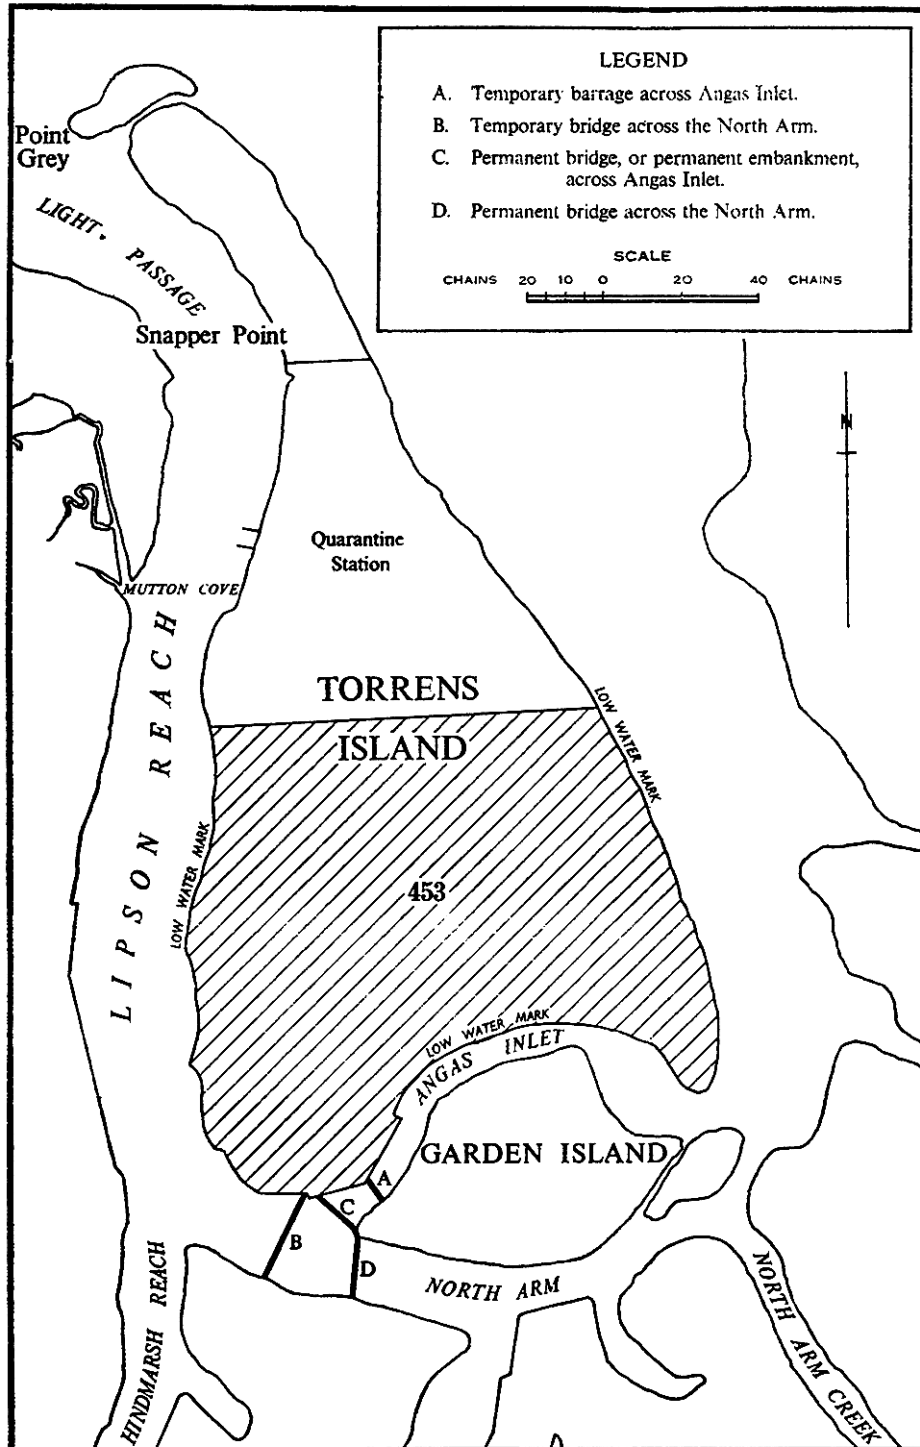 LEGEND
A. Temporary barrage across Angas Inlet.
B. Temporary bridge across the North Arm.
C. Permanent bridge, or permanent embankment,
across Angas Inlet.
D. Permanent bridge across the North Arm.
SCALE
CHAINS 20 10 0 20 40 CHAINS
Point
Grey
LIGHT PASSAGE
Snapper Point
N
Quarantine
Station
MUTTON COVE
LIPSON REACH
TORRENS
ISLAND
LOW WATER MARK
LOW WATER MARK
453
LOW WATER MARK
ANGAS INLET
GARDEN ISLAND
A
C
B
D
NORTH ARM
HINDMARSH REACH
NORTH ARM CREEK